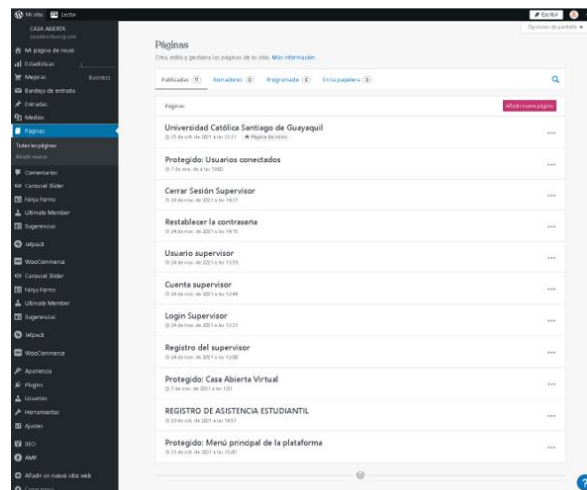 Mi sitio
Lector
Escribir
CASA ABIERTA
Opciones de pantalla
Mi página de inicio
Estadísticas
Mejoras
Business
Bandeja de entrada
Entradas
Medios
Páginas
Todas las páginas
Añadir nueva
Comentarios
Carousel Slider
Ninja Forms
Ultimate Member
Sugerencias
Jetpack
WooCommerce
Carousel Slider
Ninja Forms
Ultimate Member
Sugerencias
Jetpack
WooCommerce
Apariencia
Plugins
Usuarios
Herramientas
Ajustes
SEO
AMP
Añadir un nuevo sitio web
Páginas
Crea, edita y gestiona las páginas de tu sitio. Más información.
Publicadas 11
Borradores
Programado
En la papelera
Páginas
Añadir nueva página
Universidad Católica Santiago de Guayaquil
Página de inicio
Protegido: Usuarios conectados
Cerrar Sesión Supervisor
Restablecer la contraseña
Usuario supervisor
Cuenta supervisor
Login Supervisor
Registro del supervisor
Protegido: Casa Abierta Virtual
REGISTRO DE ASISTENCIA ESTUDIANTIL
Protegido: Menú principal de la plataforma